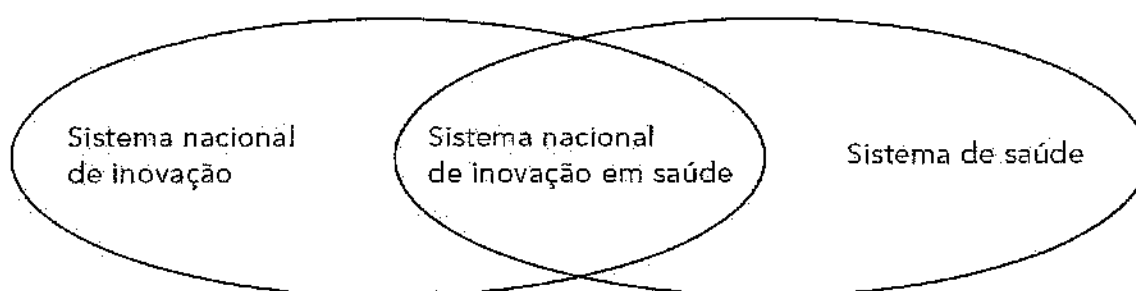 Sistema nacional
de inovação
Sistema nacional
de inovação em saúde
Sistema de saúde